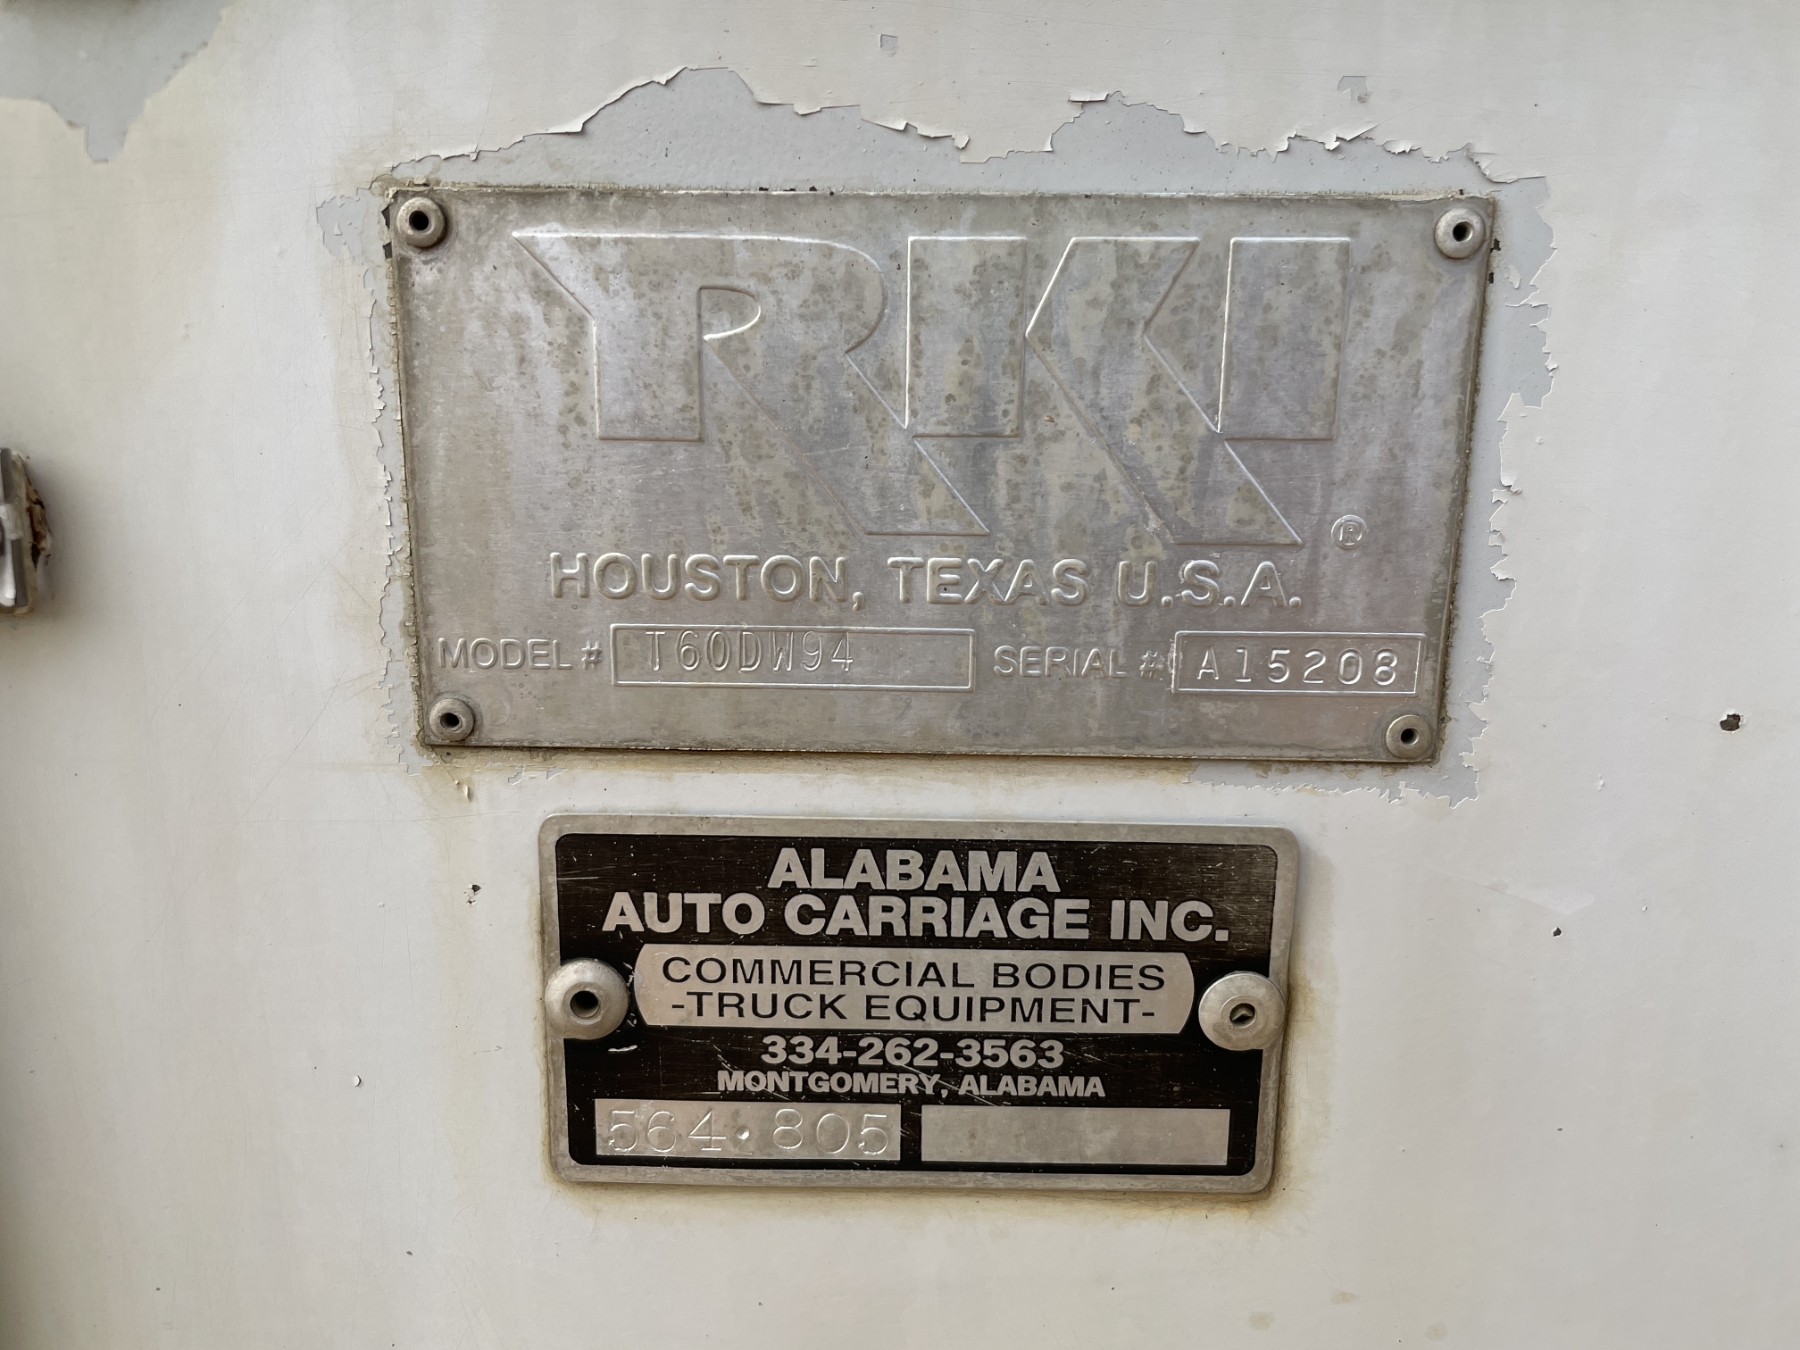 RKI
®
HOUSTON, TEXAS U.S.A.
MODEL # T60DW94 SERIAL # A15208
ALABAMA
AUTO CARRIAGE INC.
COMMERCIAL BODIES
-TRUCK EQUIPMENT-
334-262-3563
MONTGOMERY, ALABAMA
564.805